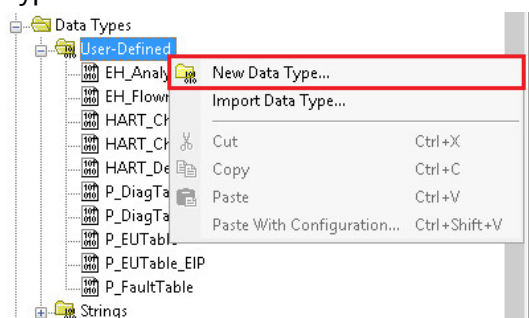 Data Types
User-Defined
EH_Analy
New Data Type...
EH_Flow
Import Data Type...
HART_Ch
HART_Ch
Cut Ctrl+X
HART_De
Copy Ctrl+C
P_DiagTa
Paste Ctrl+V
P_DiagTa
Paste With Configuration... Ctrl+Shift+V
P_EUTable
P_EUTable_EIP
P_FaultTable
Strings